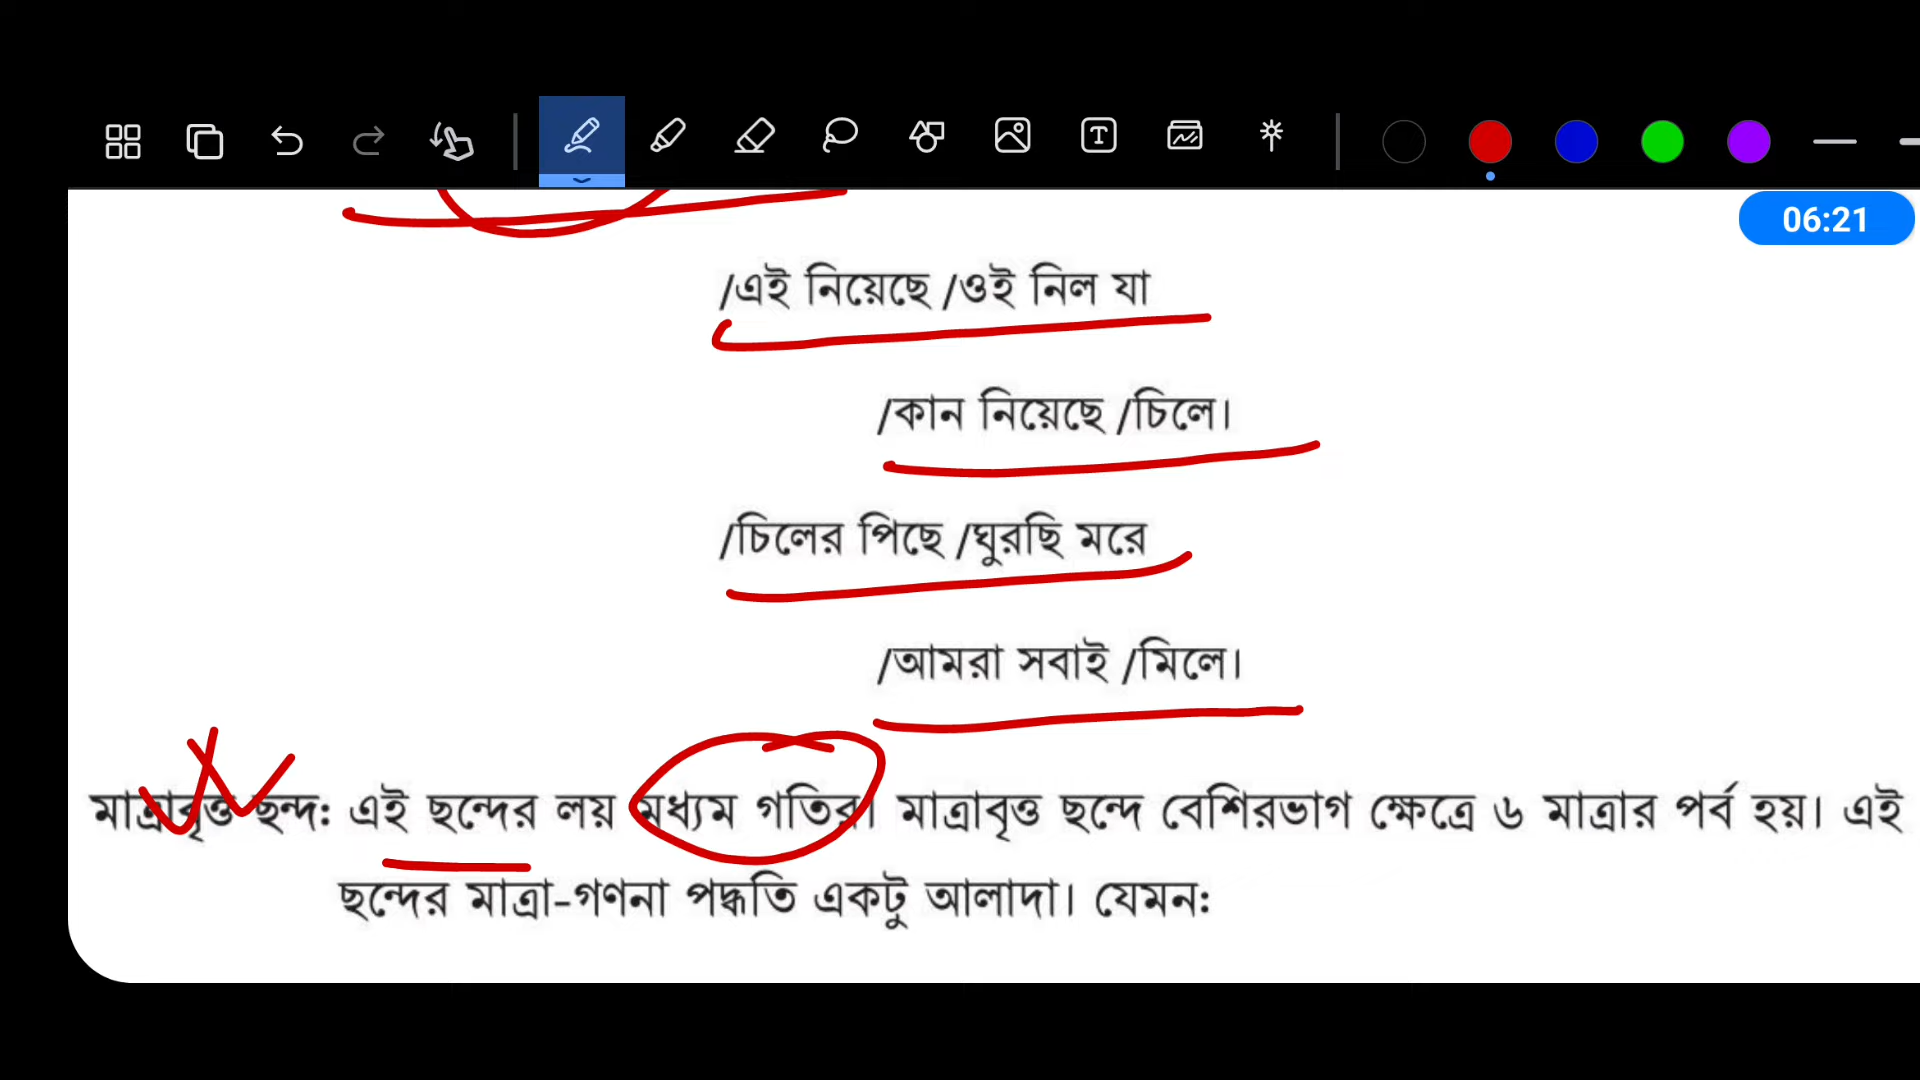 06:21
/এই নিয়েছে /ওই নিল যা
/কান নিয়েছে /চিলে।
/চিলের পিছে /ঘুরছি মরে
/আমরা সবাই /মিলে।
মাত্রাবৃত্ত ছন্দ: এই ছন্দের লয় মধ্যম গতির। মাত্রাবৃত্ত ছন্দে বেশিরভাগ ক্ষেত্রে ৬ মাত্রার পর্ব হয়। এই
ছন্দের মাত্রা-গণনা পদ্ধতি একটু আলাদা। যেমন: